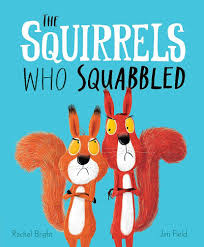 THE
SQUIRRELS
WHO SQUABBLED
Rachel Bright
Jim Field